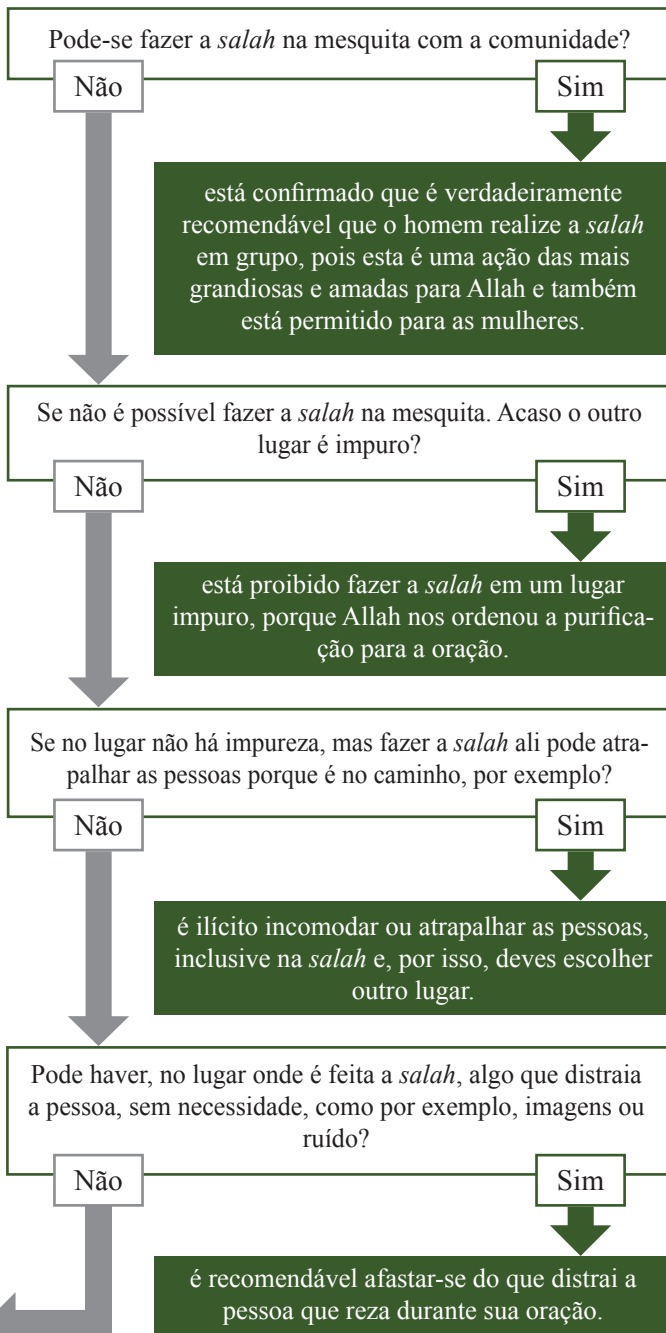 Pode-se fazer a salah na mesquita com a comunidade?
Não
Sim
está confirmado que é verdadeiramente
recomendável que o homem realize a salah
em grupo, pois esta é uma ação das mais
grandiosas e amadas para Allah e também
está permitido para as mulheres.
Se não é possível fazer a salah na mesquita. Acaso o outro
lugar é impuro?
Não
Sim
está proibido fazer a salah em um lugar
impuro, porque Allah nos ordenou a purifica-
ção para a oração.
Se no lugar não há impureza, mas fazer a salah ali pode atra-
palhar as pessoas porque é no caminho, por exemplo?
Não
Sim
é ilícito incomodar ou atrapalhar as pessoas,
inclusive na salah e, por isso, deves escolher
outro lugar.
Pode haver, no lugar onde é feita a salah, algo que distraia
a pessoa, sem necessidade, como por exemplo, imagens ou
ruído?
Não
Sim
é recomendável afastar-se do que distrai a
pessoa que reza durante sua oração.